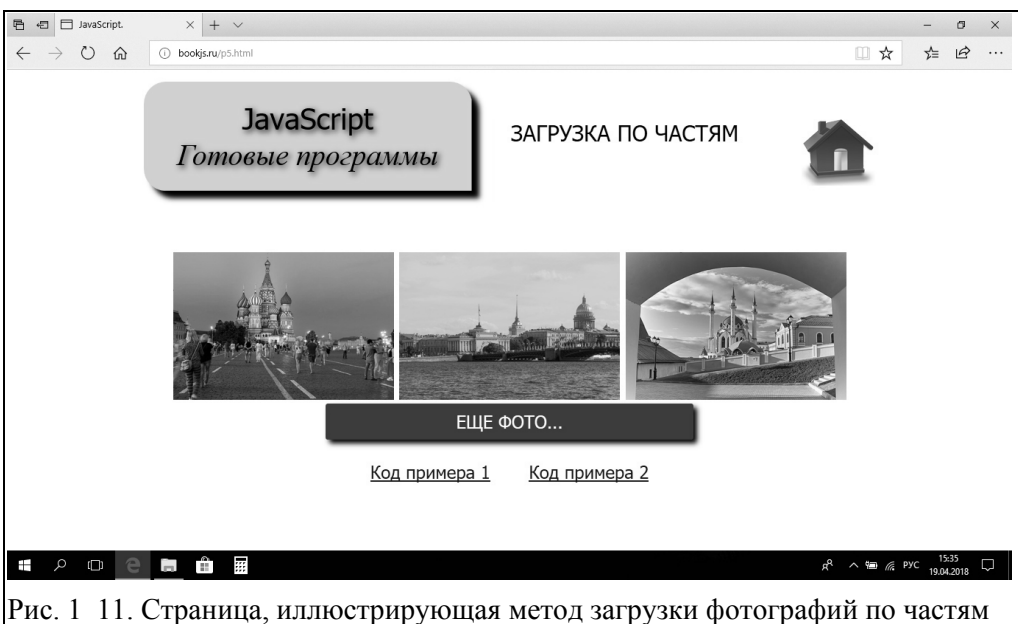 JavaScript.
bookjs.ru/p5.html
JavaScript
Готовые программы
ЗАГРУЗКА ПО ЧАСТЯМ
ЕЩЕ ФОТО...
Код примера 1 Код примера 2
РУС
15:35
19.04.2018
Рис. 1 11. Страница, иллюстрирующая метод загрузки фотографий по частям